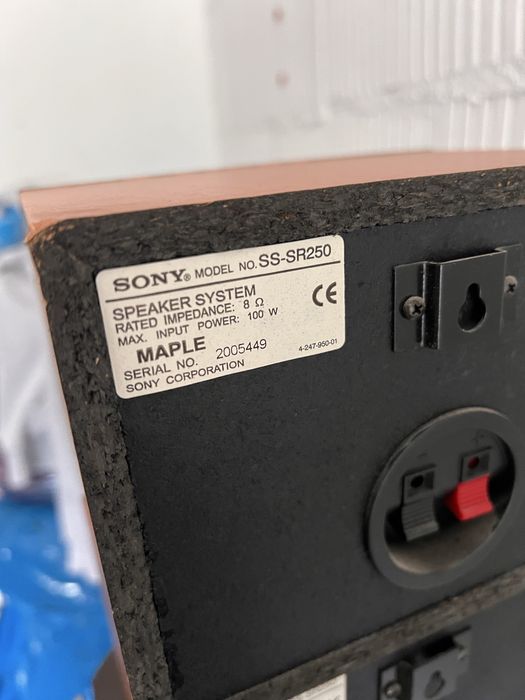 SONY® MODEL NO. SS-SR250
SPEAKER SYSTEM
RATED IMPEDANCE: 8 Ω
MAX. INPUT POWER: 100 W
CE
MAPLE
SERIAL NO. 2005449
SONY CORPORATION
4-247-950-01